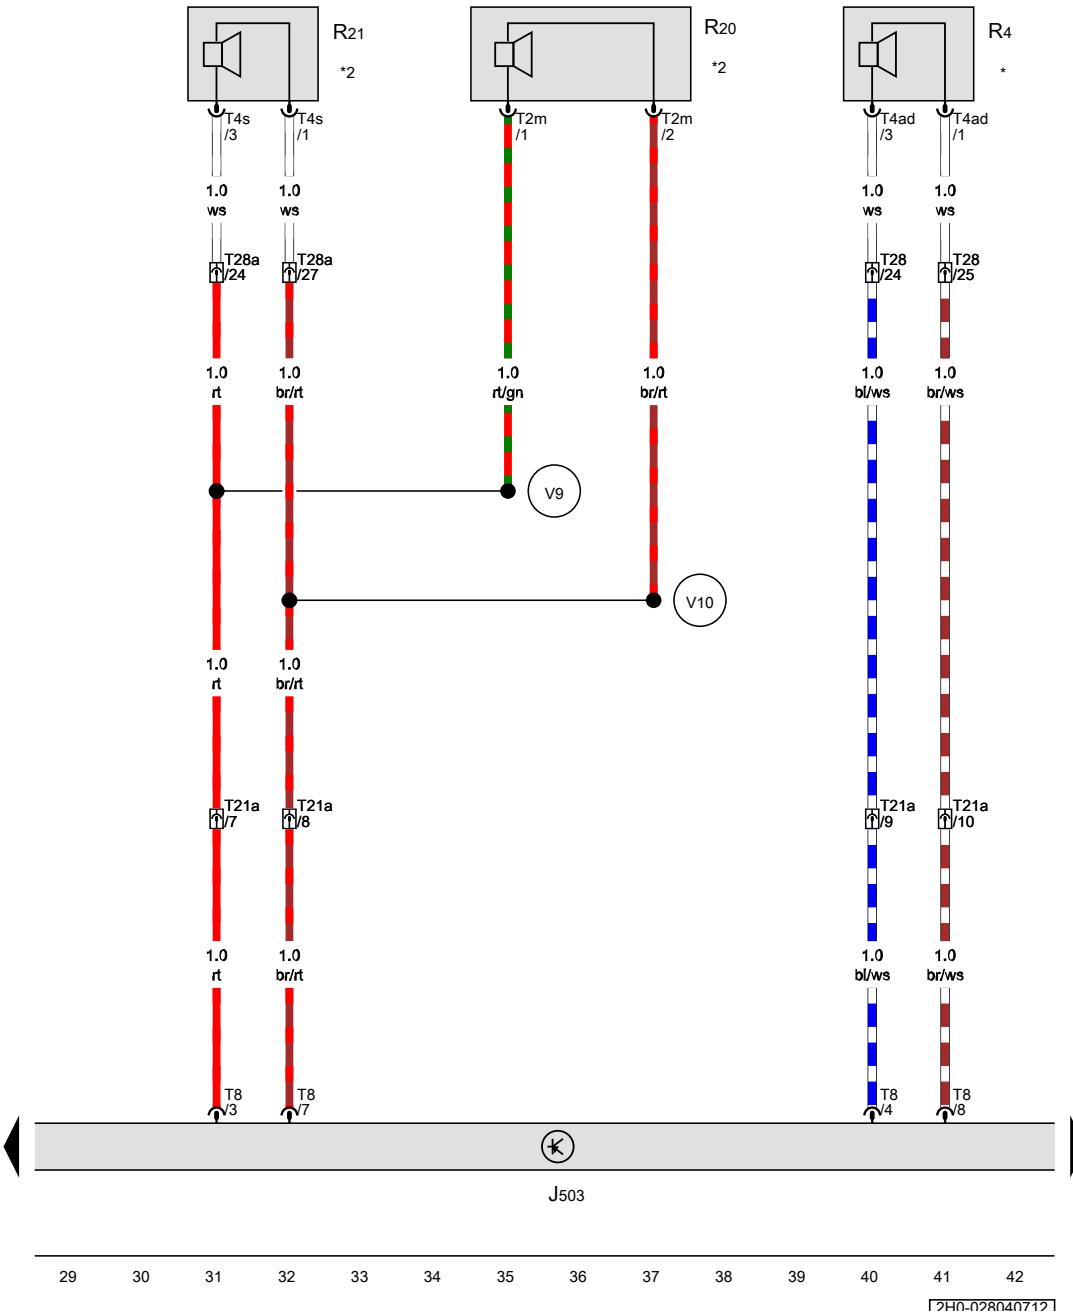 R21
*2
R20
*2
R4
*
T4s
/3
T4s
/1
T2m
/1
T2m
/2
T4ad
/3
T4ad
/1
1.0
ws
1.0
ws
1.0
ws
1.0
ws
T28a
/24
T28a
/27
T28
/24
T28
/25
1.0
rt
1.0
br/rt
1.0
rt/gn
1.0
br/rt
1.0
bl/ws
1.0
br/ws
V9
V10
1.0
rt
1.0
br/rt
T21a
/7
T21a
/8
T21a
/9
T21a
/10
1.0
rt
1.0
br/rt
1.0
bl/ws
1.0
br/ws
T8
/3
T8
/7
T8
/4
T8
/8
J503
29 30 31 32 33 34 35 36 37 38 39 40 41 42
2H0-028040712